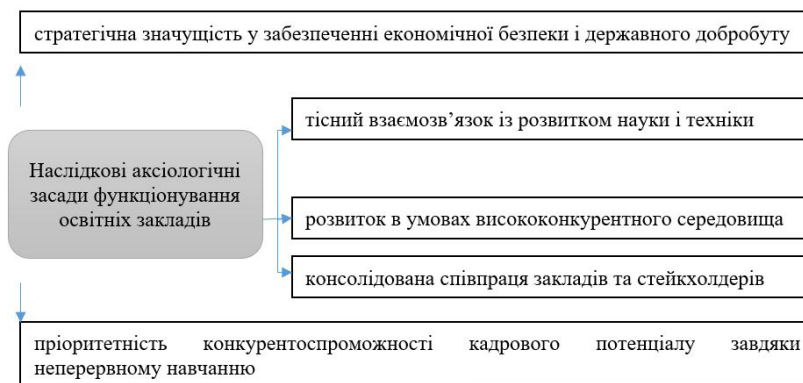 стратегічна значущість у забезпеченні економічної безпеки і державного добробуту
тісний взаємозв’язок із розвитком науки і техніки
Наслідкові аксіологічні
засади функціонування
освітніх закладів
розвиток в умовах висококонкурентного середовища
консолідована співпраця закладів та стейкхолдерів
пріоритетність конкурентоспроможності кадрового потенціалу завдяки
неперервному навчанню